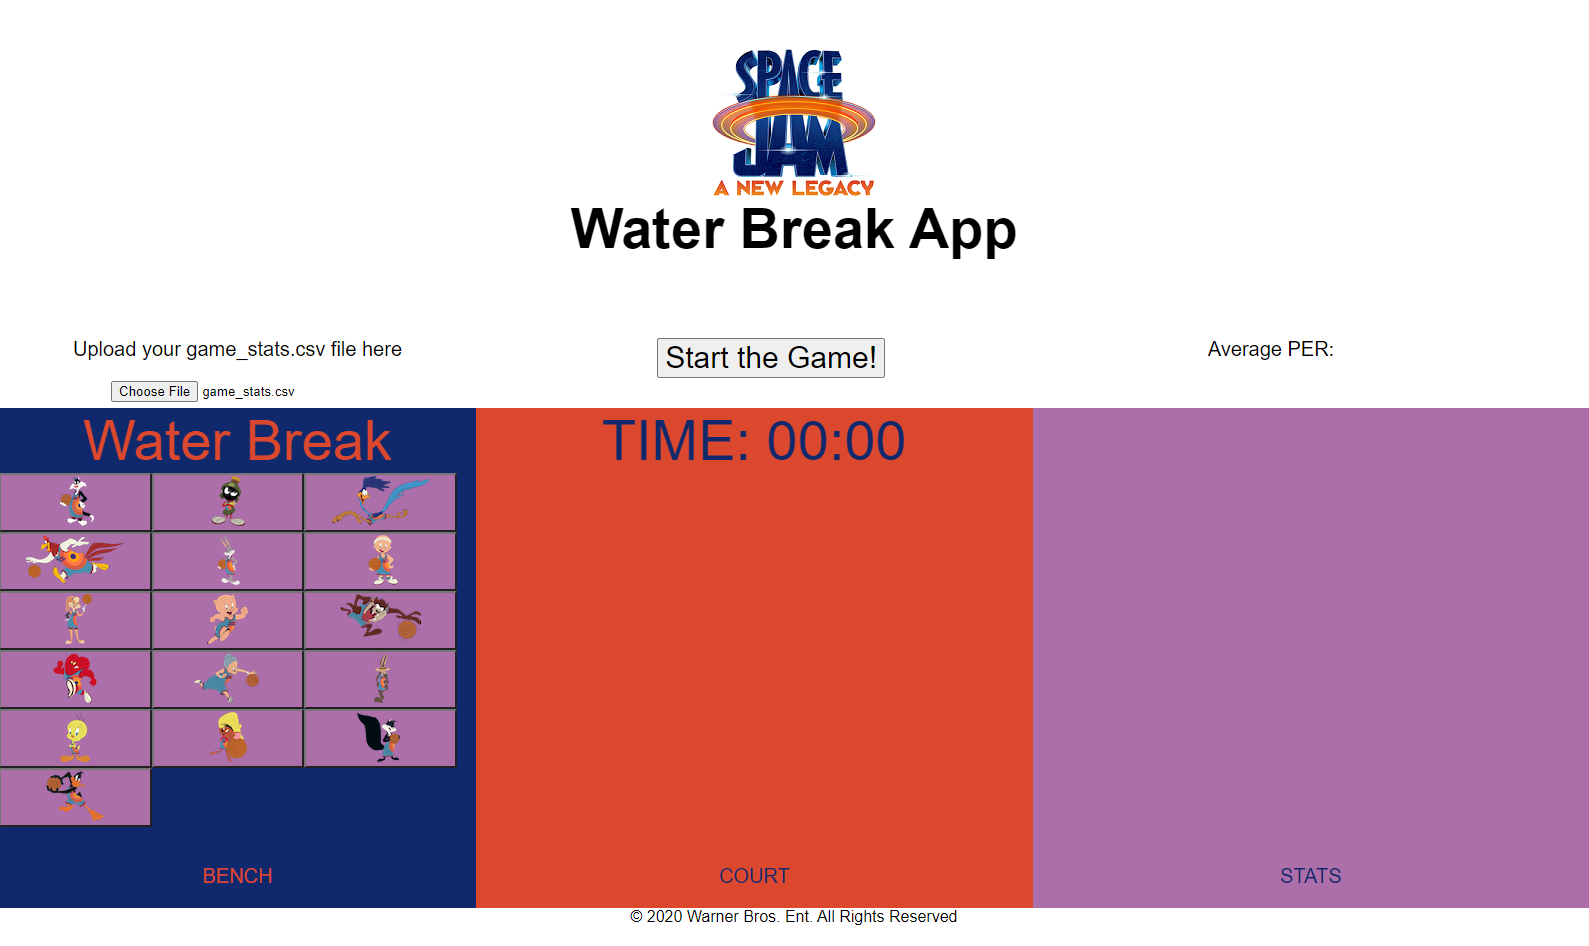 SPACE
JAM
A NEW LEGACY
Water Break App
Upload your game_stats.csv file here
Choose File game_stats.csv
Start the Game!
Average PER:
Water Break
TIME: 00:00
BENCH
COURT
STATS
© 2020 Warner Bros. Ent. All Rights Reserved